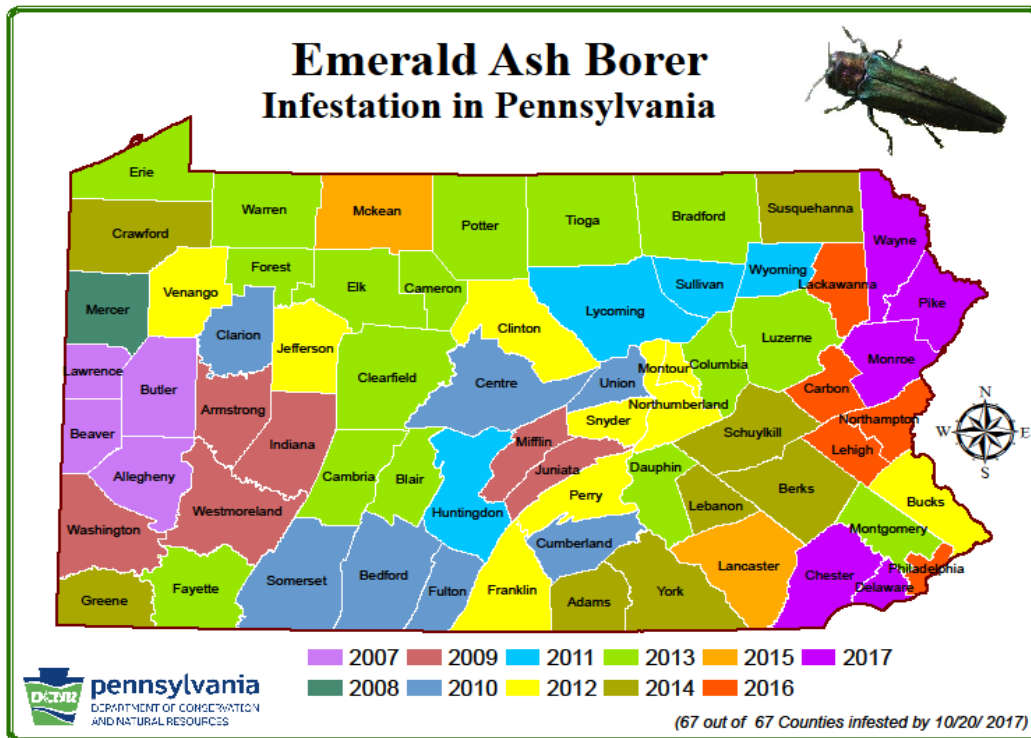 Emerald Ash Borer
Infestation in Pennsylvania
Erie
Warren
Mckean
Potter
Tioga
Bradford
Susquehanna
Wayne
Crawford
Forest
Elk
Cameron
Sullivan
Wyoming
Lackawanna
Pike
Mercer
Venango
Clarion
Jefferson
Clinton
Lycoming
Columbia
Luzerne
Monroe
Lawrence
Butler
Armstrong
Clearfield
Centre
Union
Montour
Northumberland
Carbon
Northampton
Beaver
Indiana
Snyder
Mifflin
Juniata
Schuylkill
Lehigh
Allegheny
Cambria
Blair
Huntingdon
Perry
Dauphin
Lebanon
Berks
Bucks
Washington
Westmoreland
Cumberland
Montgomery
Greene
Fayette
Somerset
Bedford
Fulton
Franklin
Adams
York
Lancaster
Chester
Delaware
Philadelphia
N
W E
S
2007 2009 2011 2013 2015 2017
2008 2010 2012 2014 2016
DCNR
pennsylvania
DEPARTMENT OF CONSERVATION
AND NATURAL RESOURCES
(67 out of 67 Counties infested by 10/20/ 2017)